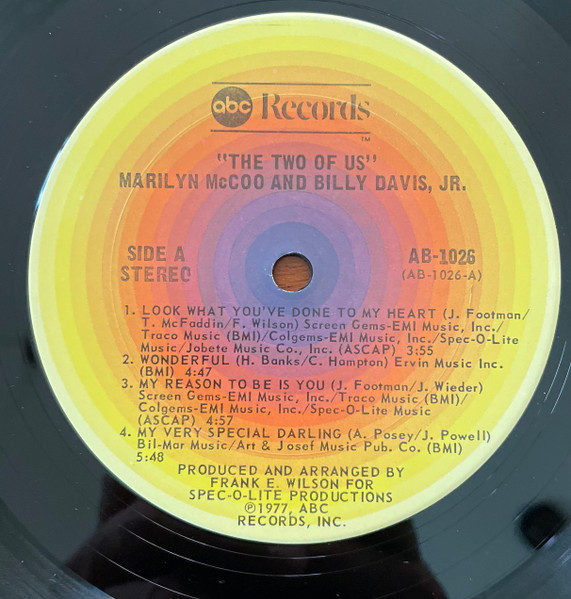 abc Records
™
"THE TWO OF US"
MARILYN McCOO AND BILLY DAVIS, JR.
SIDE A
STEREO
AB-1026
(AB-1026-A)
1. LOOK WHAT YOU'VE DONE TO MY HEART (J. Footman/
T. McFaddin/F. Wilson) Screen Gems-EMI Music, Inc./
Traco Music (BMI)/Colgems-EMI Music, Inc./Spec-O-Lite
Music/Jobete Music Co., Inc. (ASCAP) 3:55
2. WONDERFUL (H. Banks/C. Hampton) Ervin Music Inc.
(BMI) 4:47
3. MY REASON TO BE IS YOU (J. Footman/J. Wieder)
Screen Gems-EMI Music, Inc./Traco Music (BMI)/
Colgems-EMI Music, Inc./Spec-O-Lite Music
(ASCAP) 4:57
4. MY VERY SPECIAL DARLING (A. Posey/J. Powell)
Bil-Mar Music/Art & Josef Music Pub. Co. (BMI)
5:48
PRODUCED AND ARRANGED BY
FRANK E. WILSON FOR
SPEC-O-LITE PRODUCTIONS
℗1977, ABC
RECORDS, INC.